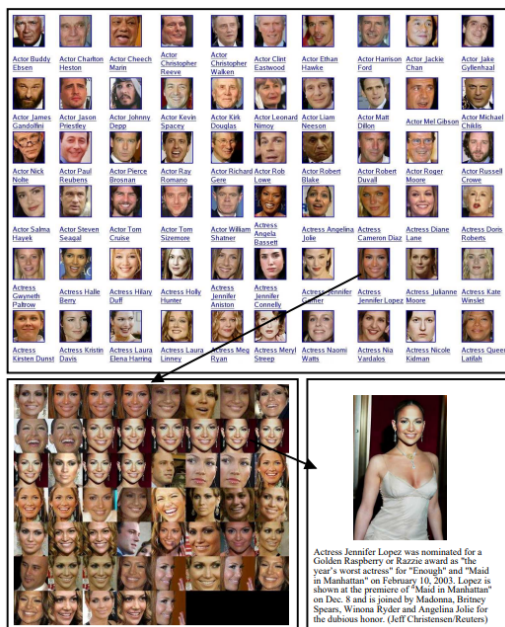 Actor Buddy Ebsen
Actor Charlton Heston
Actor Cheech Marin
Actor Christopher Reeve
Actor Christopher Walken
Actor Clint Eastwood
Actor Ethan Hawke
Actor Harrison Ford
Actor Jackie Chan
Actor Jake Gyllenhaal
Actor James Gandolfini
Actor Jason Priestley
Actor Johnny Depp
Actor Kevin Spacey
Actor Kirk Douglas
Actor Leonard Nimoy
Actor Liam Neeson
Actor Matt Dillon
Actor Mel Gibson
Actor Michael Chiklis
Actor Nick Nolte
Actor Paul Reubens
Actor Pierce Brosnan
Actor Ray Romano
Actor Richard Gere
Actor Rob Lowe
Actor Robert Blake
Actor Robert Duvall
Actor Roger Moore
Actor Russell Crowe
Actor Salma Hayek
Actor Steven Seagal
Actor Tom Cruise
Actor Tom Sizemore
Actor William Shatner
Actress Angela Bassett
Actress Angelina Jolie
Actress Cameron Diaz
Actress Diane Lane
Actress Doris Roberts
Actress Gwyneth Paltrow
Actress Halle Berry
Actress Hilary Duff
Actress Holly Hunter
Actress Jennifer Aniston
Actress Jennifer Connelly
Actress Jennifer Garner
Actress Jennifer Lopez
Actress Julianne Moore
Actress Kate Winslet
Actress Kirsten Dunst
Actress Kristin Davis
Actress Laura Elena Harring
Actress Laura Linney
Actress Meg Ryan
Actress Meryl Streep
Actress Naomi Watts
Actress Nia Vardalos
Actress Nicole Kidman
Actress Queen Latifah
Actress Jennifer Lopez was nominated for a
Golden Raspberry or Razzie award as "the
year's worst actress" for "Enough" and "Maid
in Manhattan" on February 10, 2003. Lopez is
shown at the premiere of "Maid in Manhattan"
on Dec. 8 and is joined by Madonna, Britney
Spears, Winona Ryder and Angelina Jolie for
the dubious honor. (Jeff Christensen/Reuters)